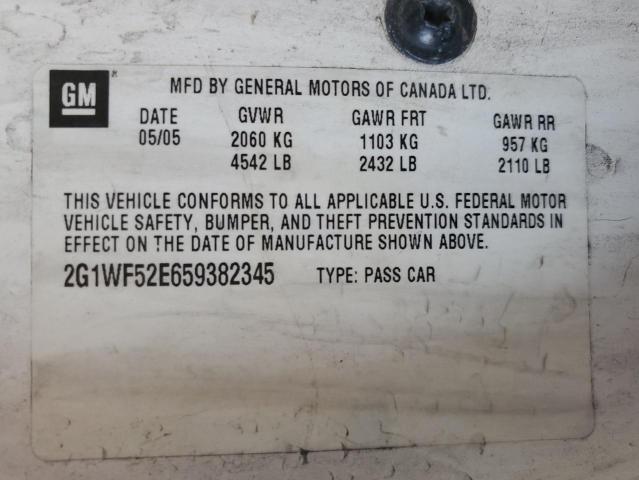 GM
MFD BY GENERAL MOTORS OF CANADA LTD.
DATE GVWR GAWR FRT GAWR RR
05/05 2060 KG 1103 KG 957 KG
4542 LB 2432 LB 2110 LB
THIS VEHICLE CONFORMS TO ALL APPLICABLE U.S. FEDERAL MOTOR
VEHICLE SAFETY, BUMPER, AND THEFT PREVENTION STANDARDS IN
EFFECT ON THE DATE OF MANUFACTURE SHOWN ABOVE.
2G1WF52E659382345 TYPE: PASS CAR